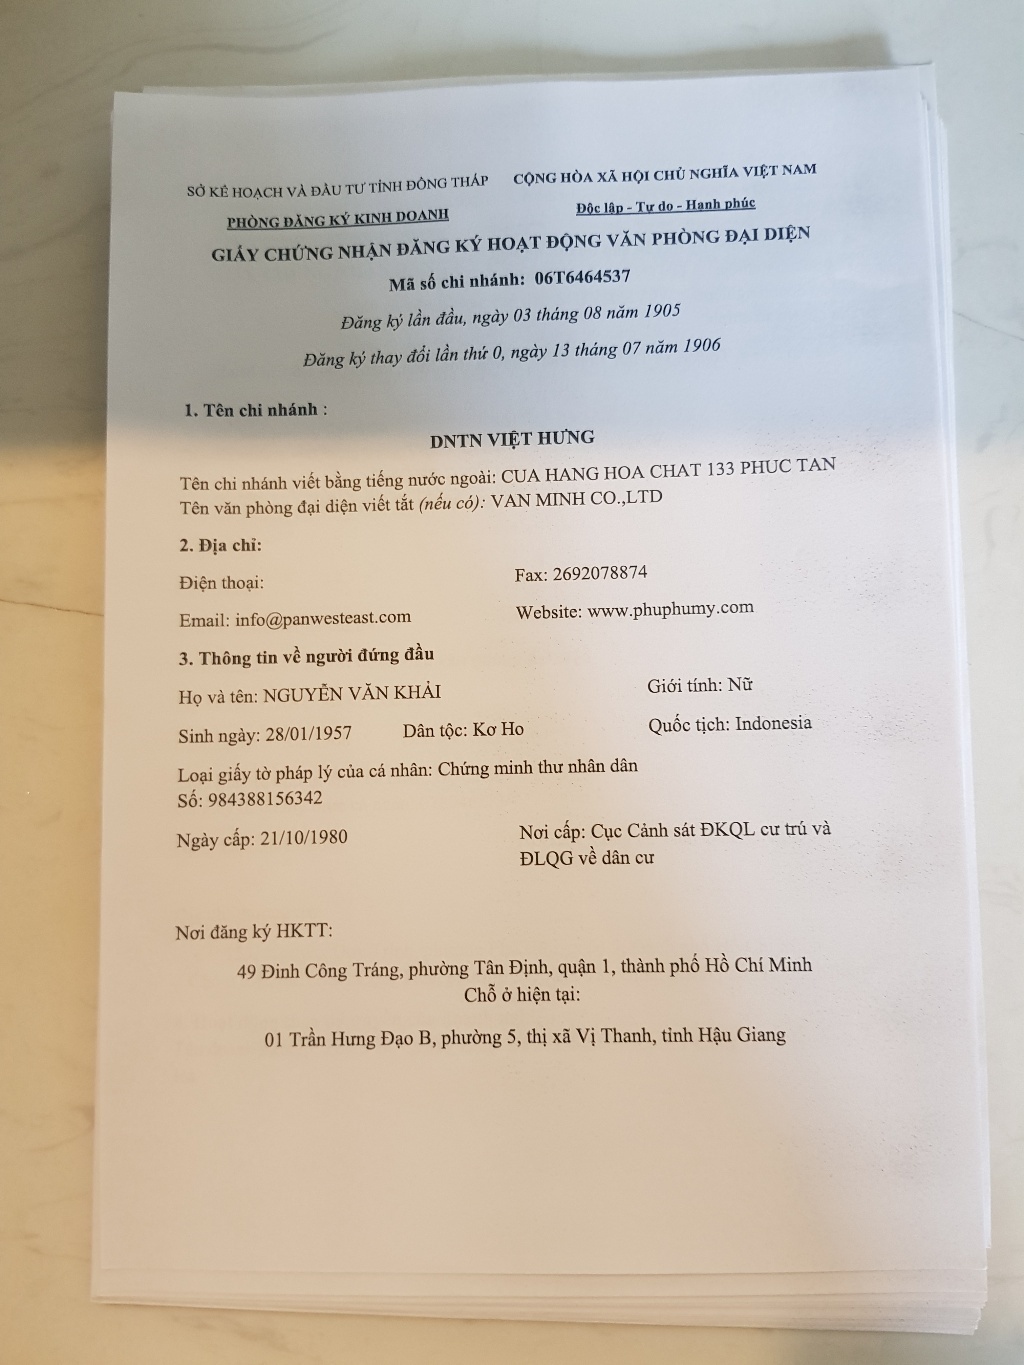 SỞ KẾ HOẠCH VÀ ĐẦU TƯ TỈNH ĐỒNG THÁP
CỘNG HÒA XÃ HỘI CHỦ NGHĨA VIỆT NAM
PHÒNG ĐĂNG KÝ KINH DOANH
Độc lập - Tự do - Hạnh phúc
GIẤY CHỨNG NHẬN ĐĂNG KÝ HOẠT ĐỘNG VĂN PHÒNG ĐẠI DIỆN
Mã số chi nhánh: 06T6464537
Đăng ký lần đầu, ngày 03 tháng 08 năm 1905
Đăng ký thay đổi lần thứ 0, ngày 13 tháng 07 năm 1906
1. Tên chi nhánh :
DNTN VIỆT HƯNG
Tên chi nhánh viết bằng tiếng nước ngoài: CUA HANG HOA CHAT 133 PHUC TAN
Tên văn phòng đại diện viết tắt (nếu có): VAN MINH CO.,LTD
2. Địa chỉ:
Điện thoại:
Fax: 2692078874
Email: info@panwesteast.com
Website: www.phuphumy.com
3. Thông tin về người đứng đầu
Họ và tên: NGUYỄN VĂN KHẢI
Giới tính: Nữ
Sinh ngày: 28/01/1957
Dân tộc: Kơ Ho
Quốc tịch: Indonesia
Loại giấy tờ pháp lý của cá nhân: Chứng minh thư nhân dân
Số: 984388156342
Ngày cấp: 21/10/1980
Nơi cấp: Cục Cảnh sát ĐKQL cư trú và
ĐLQG về dân cư
Nơi đăng ký HKTT:
49 Đinh Công Tráng, phường Tân Định, quận 1, thành phố Hồ Chí Minh
Chỗ ở hiện tại:
01 Trần Hưng Đạo B, phường 5, thị xã Vị Thanh, tỉnh Hậu Giang